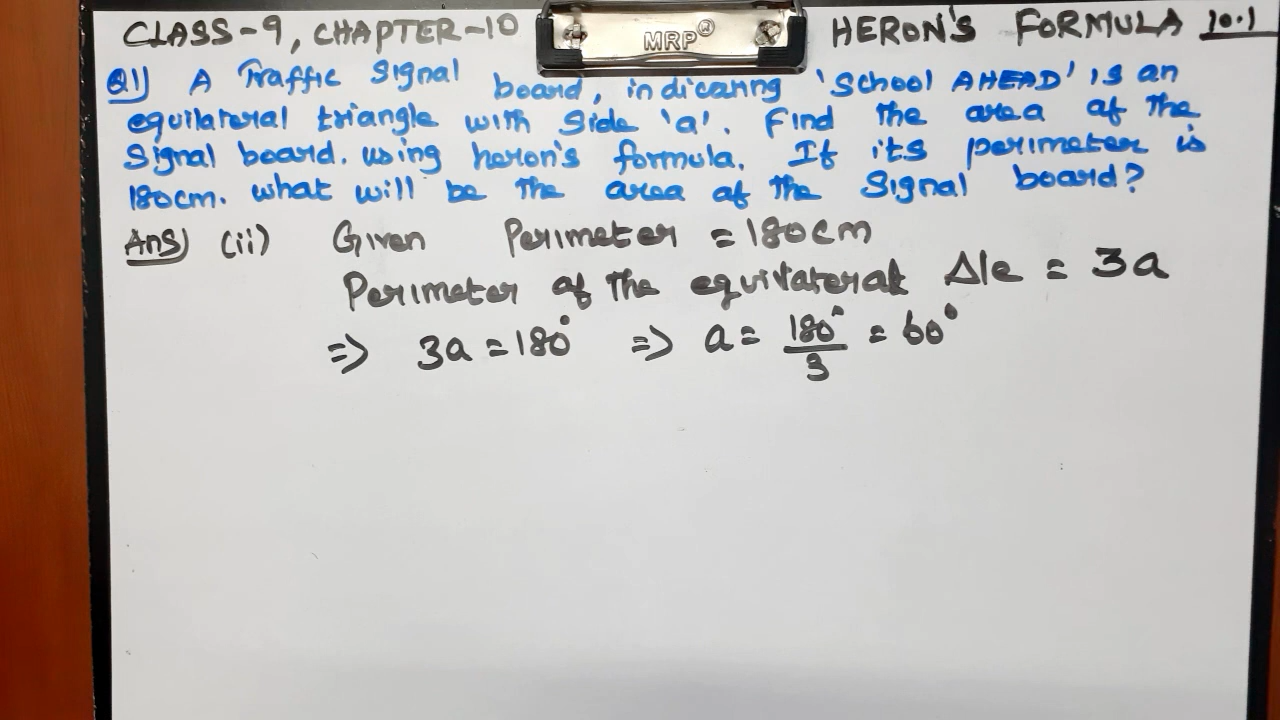 CLASS-9, CHAPTER-10 MRP® HERON'S FORMULA 10.1
Q1) A Traffic Signal board, indicating 'School AHEAD' is an
equilateral triangle with Side 'a'. Find the area of the
Signal board. using heron's formula. If its perimeter is
180cm. what will be the area of the Signal board?
Ans) (ii) Given Perimeter = 180cm
Perimeter of the equilateral Δle = 3a
=> 3a = 180° => a = 180°/3 = 60°